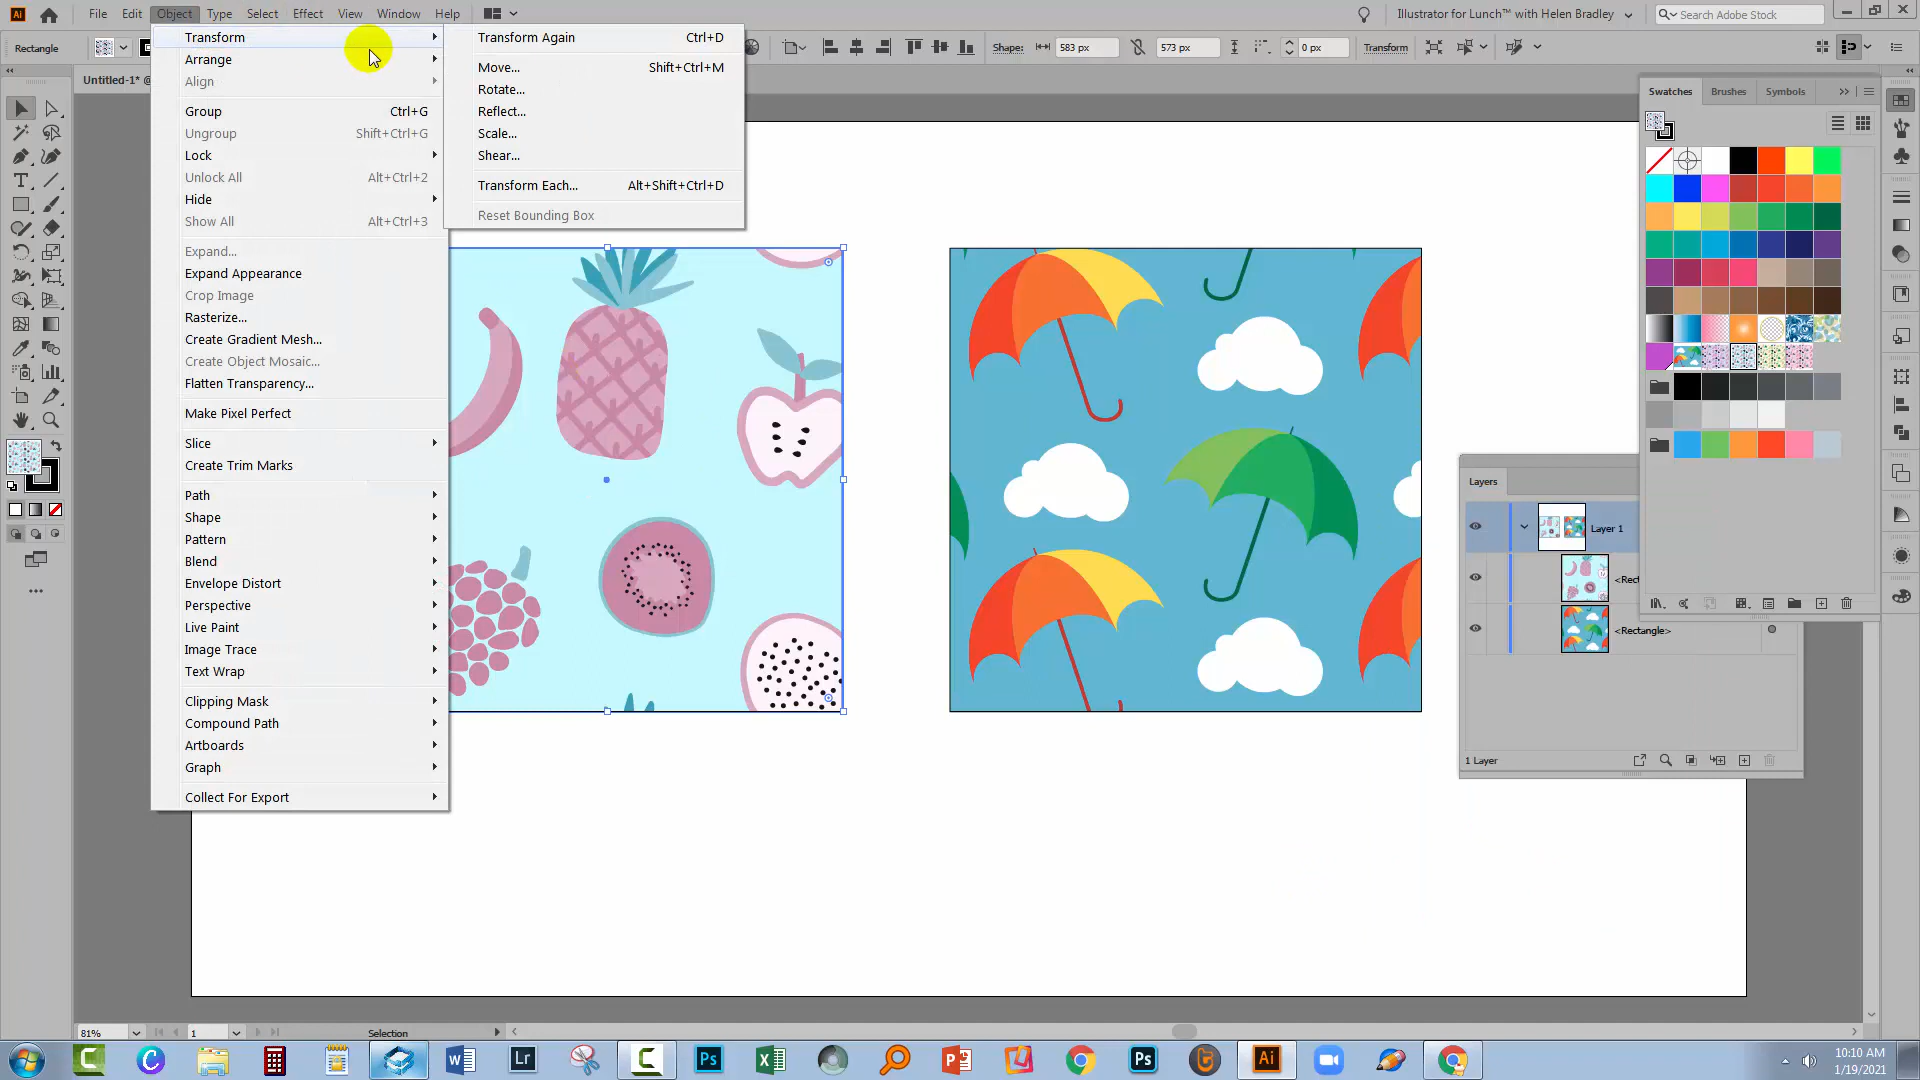 Ai File Edit Object Type Select Effect View Window Help
Illustrator for Lunch™ with Helen Bradley
Search Adobe Stock
Rectangle
Shape: 583 px 573 px 0 px Transform
Untitled-1* @
Transform
Arrange
Align
Group Ctrl+G
Ungroup Shift+Ctrl+G
Lock
Unlock All Alt+Ctrl+2
Hide
Show All Alt+Ctrl+3
Expand...
Expand Appearance
Crop Image
Rasterize...
Create Gradient Mesh...
Create Object Mosaic...
Flatten Transparency...
Make Pixel Perfect
Slice
Create Trim Marks
Path
Shape
Pattern
Blend
Envelope Distort
Perspective
Live Paint
Image Trace
Text Wrap
Clipping Mask
Compound Path
Artboards
Graph
Collect For Export
Transform Again Ctrl+D
Move... Shift+Ctrl+M
Rotate...
Reflect...
Scale...
Shear...
Transform Each... Alt+Shift+Ctrl+D
Reset Bounding Box
Swatches Brushes Symbols
Layers
Layer 1
<Rect
<Rectangle>
1 Layer
81% 1 Selection
Lr Ps Ps Ai
10:10 AM
1/19/2021